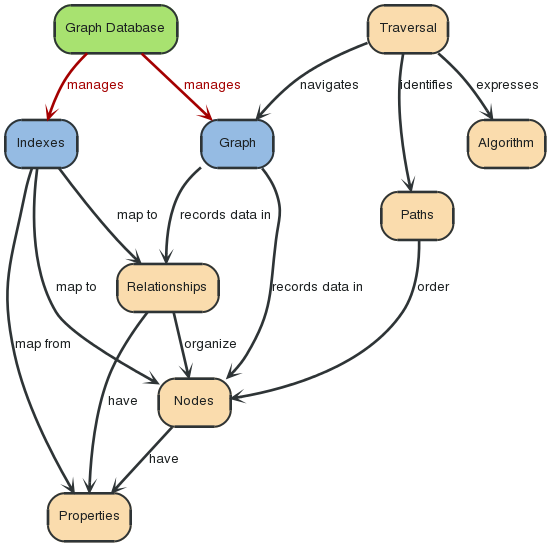 Graph Database
Traversal
manages
manages
navigates
identifies
expresses
Indexes
Graph
Algorithm
Paths
map to
records data in
Relationships
map to
records data in
order
map from
organize
have
Nodes
have
Properties